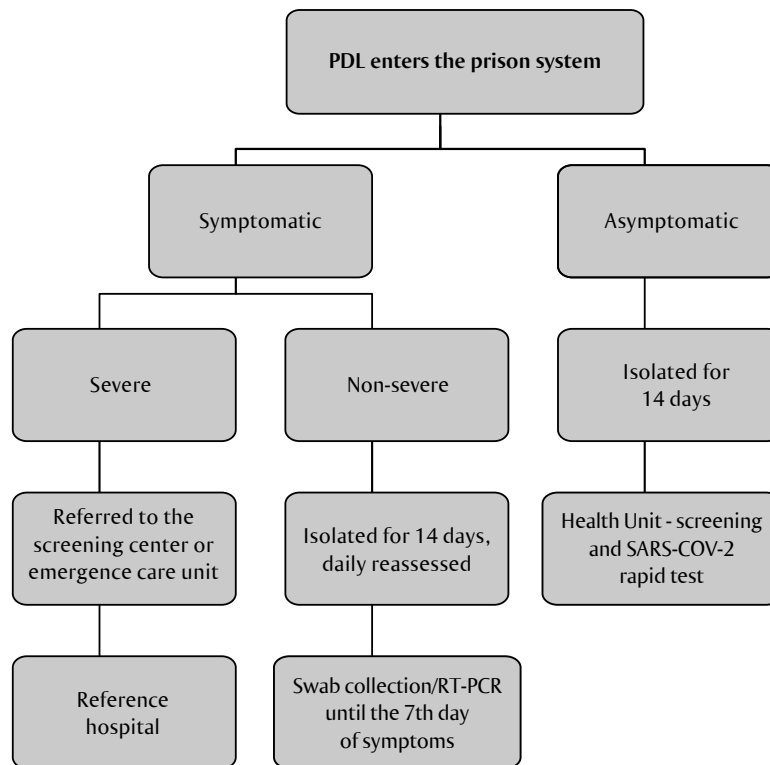 PDL enters the prison system
Symptomatic
Asymptomatic
Severe
Non-severe
Isolated for
14 days
Referred to the
screening center or
emergence care unit
Isolated for 14 days,
daily reassessed
Health Unit - screening
and SARS-COV-2
rapid test
Reference
hospital
Swab collection/RT-PCR
until the 7th day
of symptoms